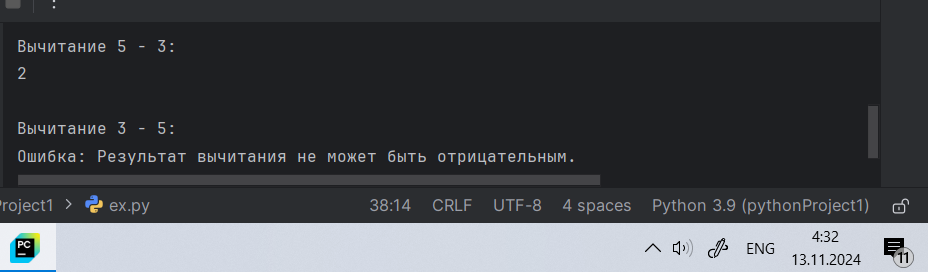 Вычитание 5 - 3:
2
Вычитание 3 - 5:
Ошибка: Результат вычитания не может быть отрицательным.
roject1 > ex.py 38:14 CRLF UTF-8 4 spaces Python 3.9 (pythonProject1)
PC ENG 4:32
13.11.2024 11